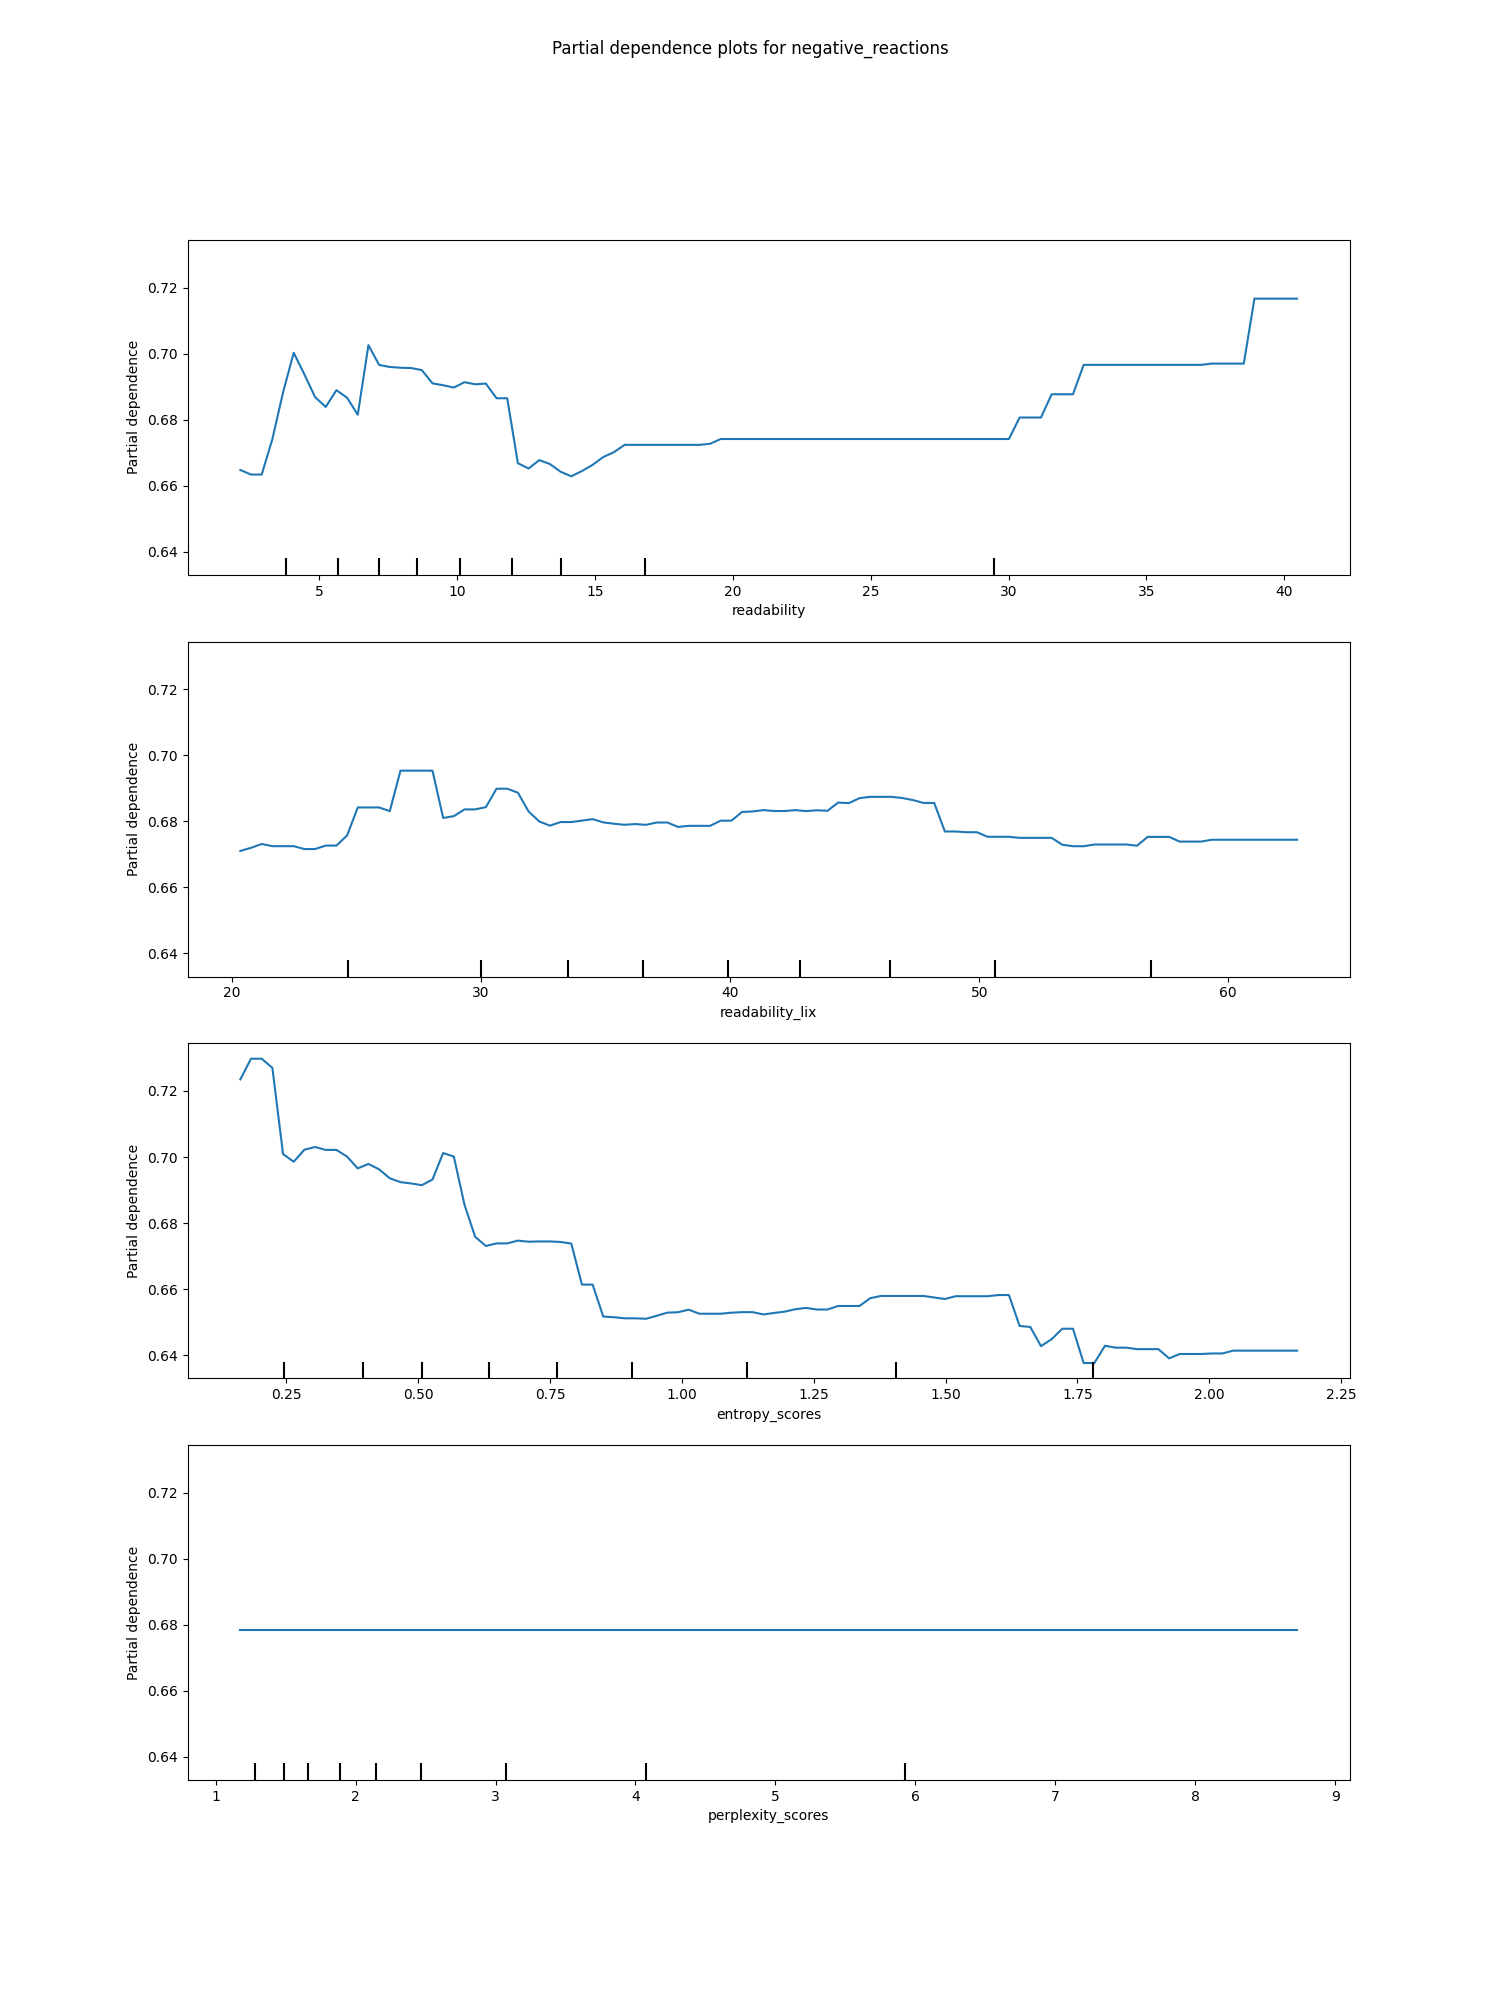 Partial dependence plots for negative_reactions
0.72
0.70
0.68
0.66
0.64
Partial dependence
5 10 15 20 25 30 35 40
readability
0.72
0.70
0.68
0.66
0.64
Partial dependence
20 30 40 50 60
readability_lix
0.72
0.70
0.68
0.66
0.64
Partial dependence
0.25 0.50 0.75 1.00 1.25 1.50 1.75 2.00 2.25
entropy_scores
0.72
0.70
0.68
0.66
0.64
Partial dependence
1 2 3 4 5 6 7 8 9
perplexity_scores